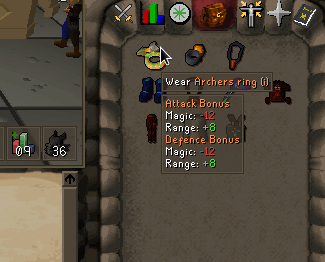 Wear Archers ring (i)
Attack Bonus
Magic: -12
Range: +8
Defence Bonus
Magic: -12
Range: +8
09 36